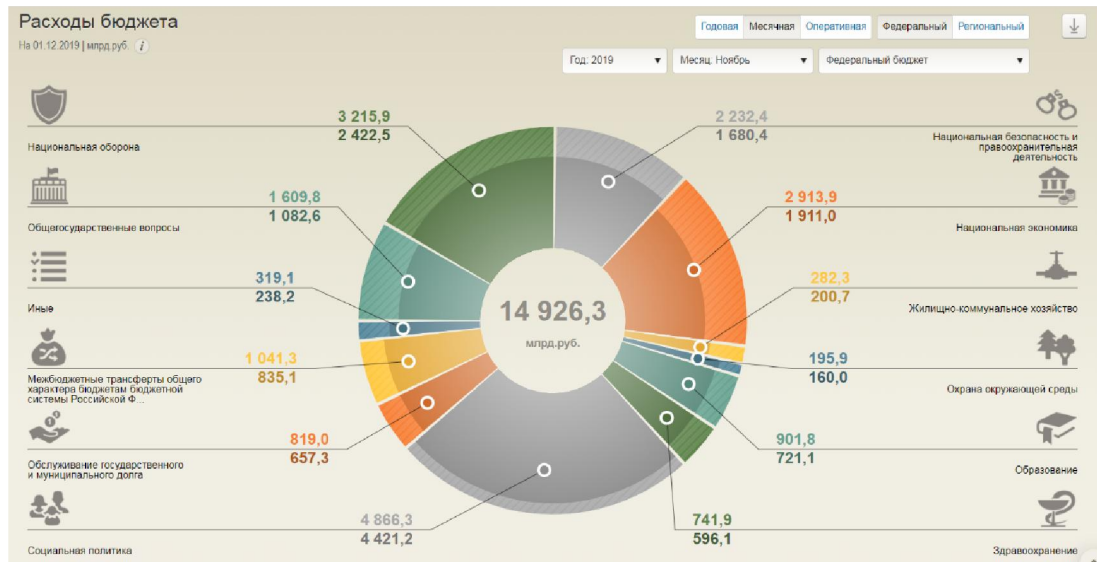 Расходы бюджета
На 01.12.2019 | млрд.руб. i
Годовая Месячная Оперативная Федеральный Региональный
Год: 2019 Месяц: Ноябрь Федеральный бюджет
3 215,9
2 422,5
Национальная оборона
1 609,8
1 082,6
Общегосударственные вопросы
319,1
238,2
Иные
1 041,3
835,1
Межбюджетные трансферты общего
характера бюджетам бюджетной
системы Российской Ф...
819,0
657,3
Обслуживание государственного
и муниципального долга
4 866,3
4 421,2
Социальная политика
14 926,3
млрд.руб.
2 232,4
1 680,4
Национальная безопасность и
правоохранительная
деятельность
2 913,9
1 911,0
Национальная экономика
282,3
200,7
Жилищно-коммунальное хозяйство
195,9
160,0
Охрана окружающей среды
901,8
721,1
Образование
741,9
596,1
Здравоохранение